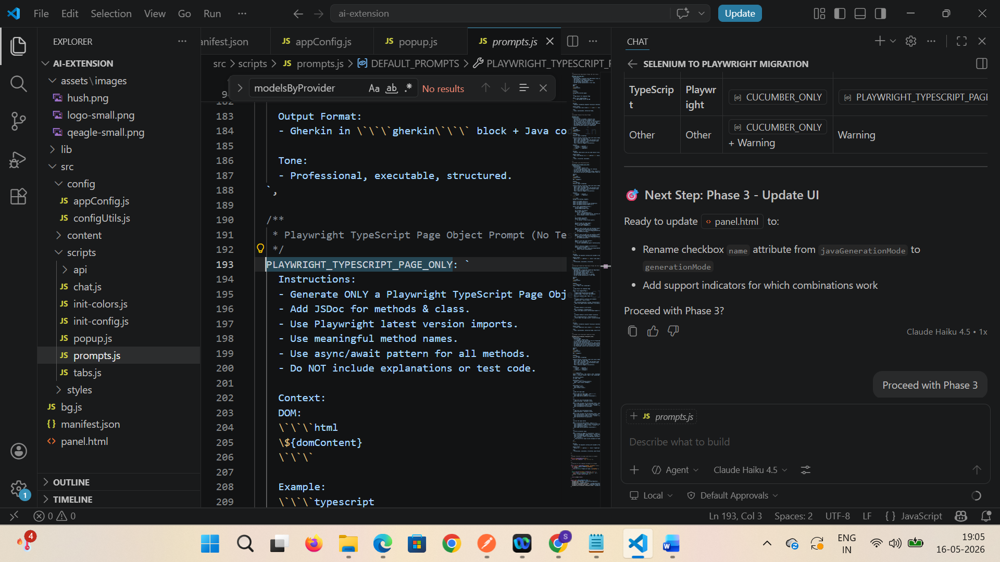 File Edit Selection View Go Run ··· ai-extension Update
EXPLORER
AI-EXTENSION
assets\images
hush.png
logo-small.png
qeagle-small.png
lib
src
config
JS appConfig.js
JS configUtils.js
content
scripts
api
JS chat.js
JS init-colors.js
JS init-config.js
JS popup.js
JS prompts.js
JS tabs.js
styles
JS bg.js
{} manifest.json
<> panel.html
OUTLINE
TIMELINE
1
anifest.json JS appConfig.js JS popup.js JS prompts.js
src > scripts > JS prompts.js > DEFAULT_PROMPTS > PLAYWRIGHT_TYPESCRIPT_
modelsByProvider Aa ab .* No results
183 Output Format:
184 - Gherkin in \`\`\`gherkin\`\`\` block + Java code in
185
186 Tone:
187 - Professional, executable, structured.
188 `,
189
190 /**
191 * Playwright TypeScript Page Object Prompt (No Te
192 */
193 PLAYWRIGHT_TYPESCRIPT_PAGE_ONLY: `
194 Instructions:
195 - Generate ONLY a Playwright TypeScript Page Obj
196 - Add JSDoc for methods & class.
197 - Use Playwright latest version imports.
198 - Use meaningful method names.
199 - Use async/await pattern for all methods.
200 - Do NOT include explanations or test code.
201
202 Context:
203 DOM:
204 \`\`\`html
205 \${domContent}
206 \`\`\`
207
208 Example:
209 \`\`\`typescript
CHAT
SELENIUM TO PLAYWRIGHT MIGRATION
TypeScrip
t Playwr
ight CUCUMBER_ONLY PLAYWRIGHT_TYPESCRIPT_PAGE
Other Other CUCUMBER_ONLY
+ Warning Warning
🎯 Next Step: Phase 3 - Update UI
Ready to update <> panel.html to:
• Rename checkbox name attribute from javaGenerationMode to
generationMode
• Add support indicators for which combinations work
Proceed with Phase 3?
Claude Haiku 4.5 • 1x
Proceed with Phase 3
+ JS prompts.js
Describe what to build
+ Agent Claude Haiku 4.5
Local Default Approvals
0 0 Ln 193, Col 3 Spaces: 2 UTF-8 LF {} JavaScript
4
S
W
ENG
IN
19:05
16-05-2026